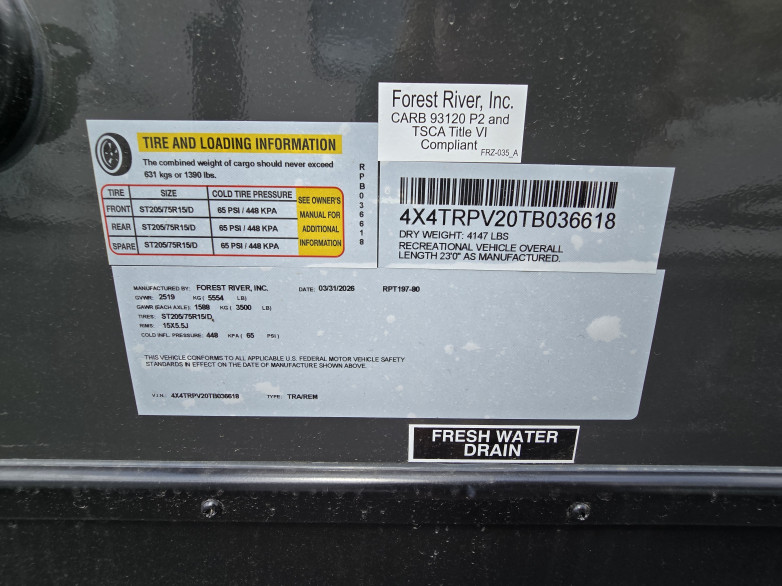 Forest River, Inc.
CARB 93120 P2 and
TSCA Title VI
Compliant FRZ-035_A
TIRE AND LOADING INFORMATION
The combined weight of cargo should never exceed
631 kgs or 1390 lbs.
TIRE SIZE COLD TIRE PRESSURE
FRONT ST205/75R15/D 65 PSI / 448 KPA
REAR ST205/75R15/D 65 PSI / 448 KPA
SPARE ST205/75R15/D 65 PSI / 448 KPA
SEE OWNER'S
MANUAL FOR
ADDITIONAL
INFORMATION
RPB036618
4X4TRPV20TB036618
DRY WEIGHT: 4147 LBS
RECREATIONAL VEHICLE OVERALL
LENGTH 23'0" AS MANUFACTURED.
MANUFACTURED BY: FOREST RIVER, INC. DATE: 03/31/2026 RPT197-80
GVWR: 2519 KG ( 5554 LB)
GAWR (EACH AXLE): 1588 KG ( 3500 LB)
TIRES: ST205/75R15/D
RIMS: 15X5.5J
COLD INFL. PRESSURE: 448 KPA ( 65 PSI )
THIS VEHICLE CONFORMS TO ALL APPLICABLE U.S. FEDERAL MOTOR VEHICLE SAFETY
STANDARDS IN EFFECT ON THE DATE OF MANUFACTURE SHOWN ABOVE.
V.I.N.: 4X4TRPV20TB036618 TYPE: TRA/REM
FRESH WATER
DRAIN